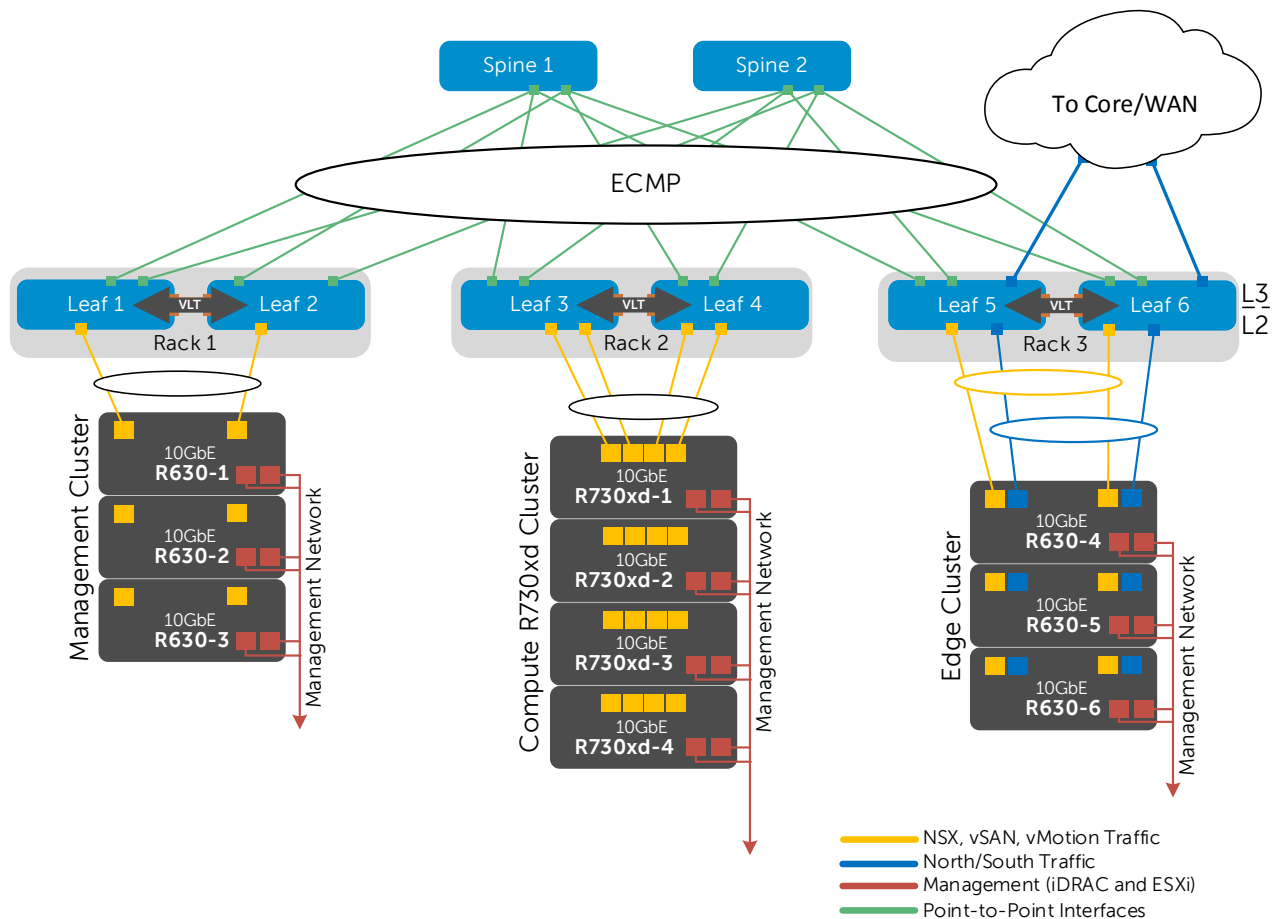 Spine 1
Spine 2
To Core/WAN
ECMP
Leaf 1
VLT
Leaf 2
Rack 1
Leaf 3
VLT
Leaf 4
Rack 2
Leaf 5
VLT
Leaf 6
Rack 3
L3
L2
Management Cluster
10GbE
R630-1
10GbE
R630-2
10GbE
R630-3
Management Network
Compute R730xd Cluster
10GbE
R730xd-1
10GbE
R730xd-2
10GbE
R730xd-3
10GbE
R730xd-4
Management Network
Edge Cluster
10GbE
R630-4
10GbE
R630-5
10GbE
R630-6
Management Network
NSX, vSAN, vMotion Traffic
North/South Traffic
Management (iDRAC and ESXi)
Point-to-Point Interfaces